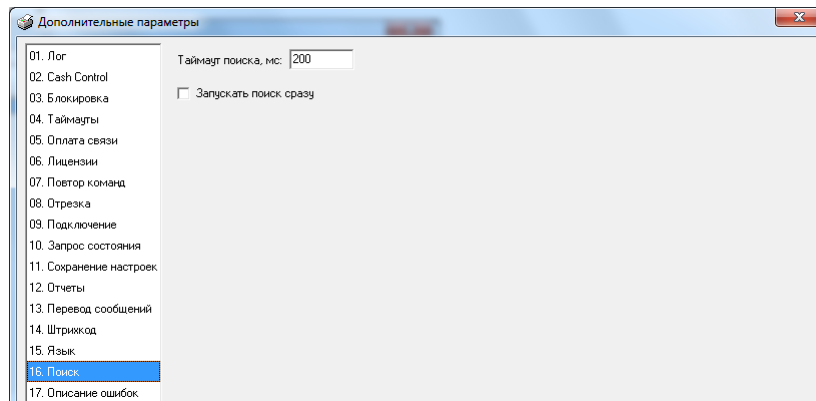 Дополнительные параметры
01. Лог
02. Cash Control
03. Блокировка
04. Таймауты
05. Оплата связи
06. Лицензии
07. Повтор команд
08. Отрезка
09. Подключение
10. Запрос состояния
11. Сохранение настроек
12. Отчеты
13. Перевод сообщений
14. Штрихкод
15. Язык
16. Поиск
17. Описание ошибок
Таймаут поиска, мс: 200
Запускать поиск сразу